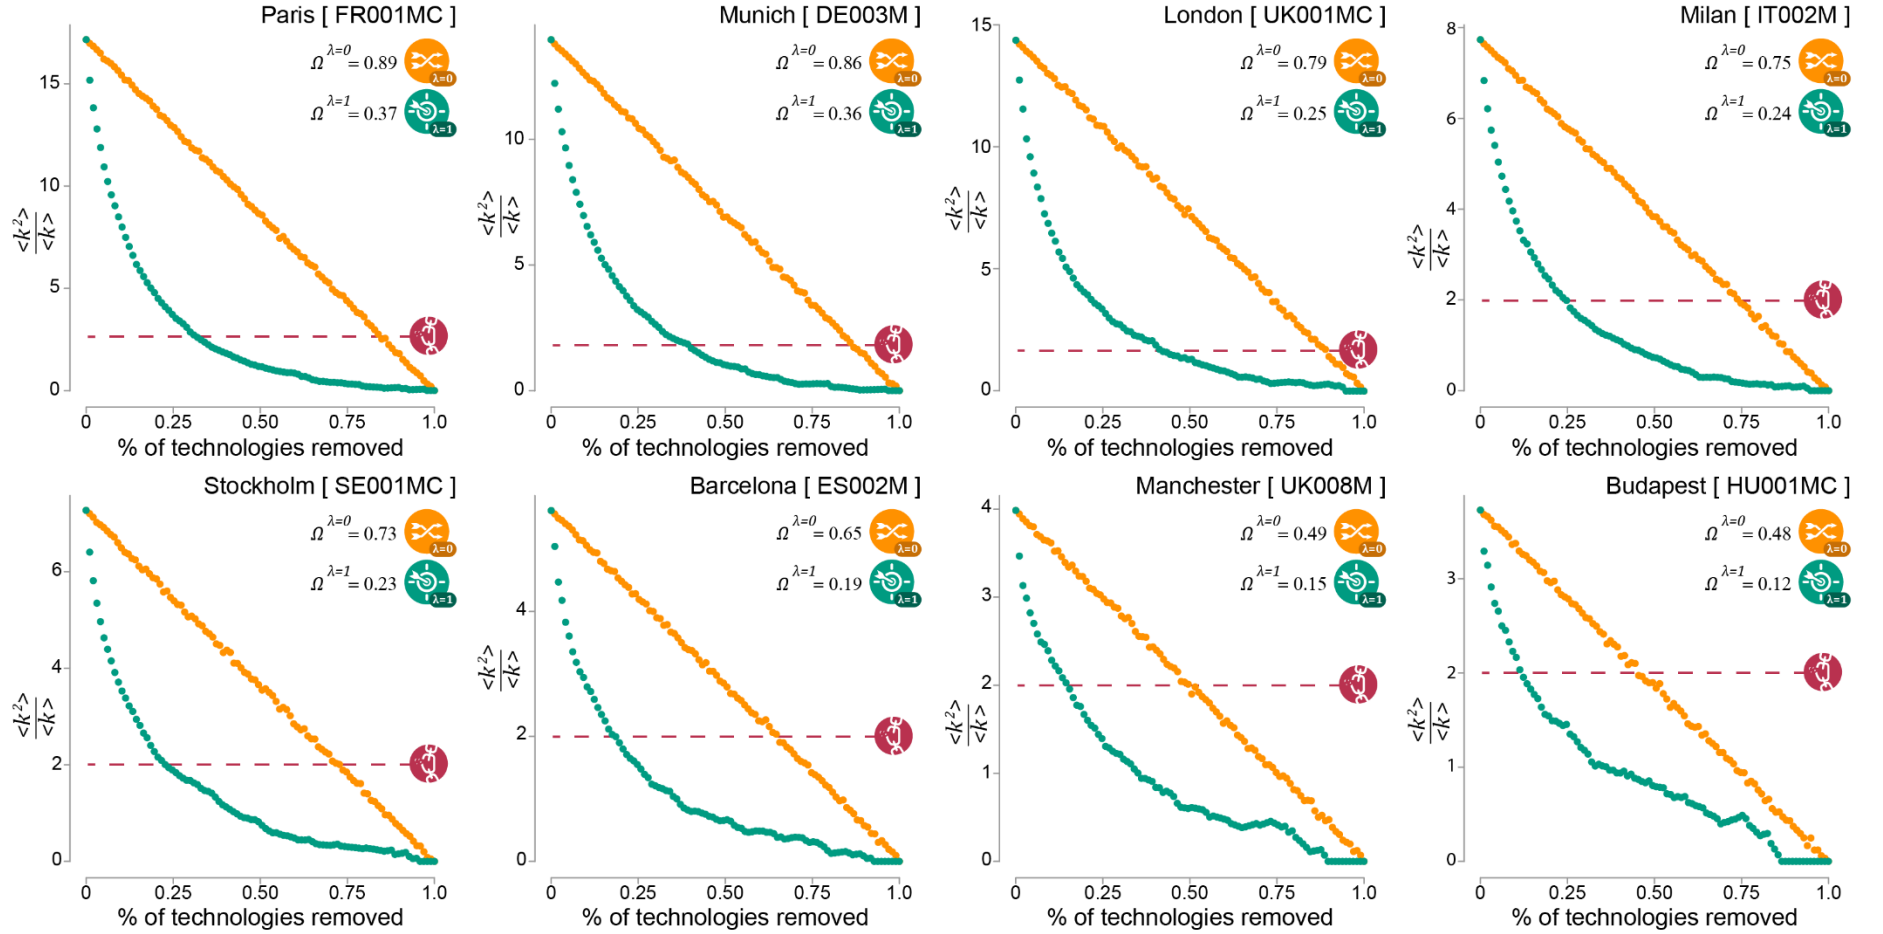 Paris [ FR001MC ]
Ω λ=0 = 0.89
λ=0
Ω λ=1 = 0.37
λ=1
15
10
5
0
<k²>
<k>
0 0.25 0.50 0.75 1.0
% of technologies removed
Munich [ DE003M ]
Ω λ=0 = 0.86
λ=0
Ω λ=1 = 0.36
λ=1
10
5
0
<k²>
<k>
0 0.25 0.50 0.75 1.0
% of technologies removed
London [ UK001MC ]
Ω λ=0 = 0.79
λ=0
Ω λ=1 = 0.25
λ=1
15
10
5
0
<k²>
<k>
0 0.25 0.50 0.75 1.0
% of technologies removed
Milan [ IT002M ]
Ω λ=0 = 0.75
λ=0
Ω λ=1 = 0.24
λ=1
8
6
4
2
0
<k²>
<k>
0 0.25 0.50 0.75 1.0
% of technologies removed
Stockholm [ SE001MC ]
Ω λ=0 = 0.73
λ=0
Ω λ=1 = 0.23
λ=1
6
4
2
0
<k²>
<k>
0 0.25 0.50 0.75 1.0
% of technologies removed
Barcelona [ ES002M ]
Ω λ=0 = 0.65
λ=0
Ω λ=1 = 0.19
λ=1
4
2
0
<k²>
<k>
0 0.25 0.50 0.75 1.0
% of technologies removed
Manchester [ UK008M ]
Ω λ=0 = 0.49
λ=0
Ω λ=1 = 0.15
λ=1
4
3
2
1
0
<k²>
<k>
0 0.25 0.50 0.75 1.0
% of technologies removed
Budapest [ HU001MC ]
Ω λ=0 = 0.48
λ=0
Ω λ=1 = 0.12
λ=1
3
2
1
0
<k²>
<k>
0 0.25 0.50 0.75 1.0
% of technologies removed